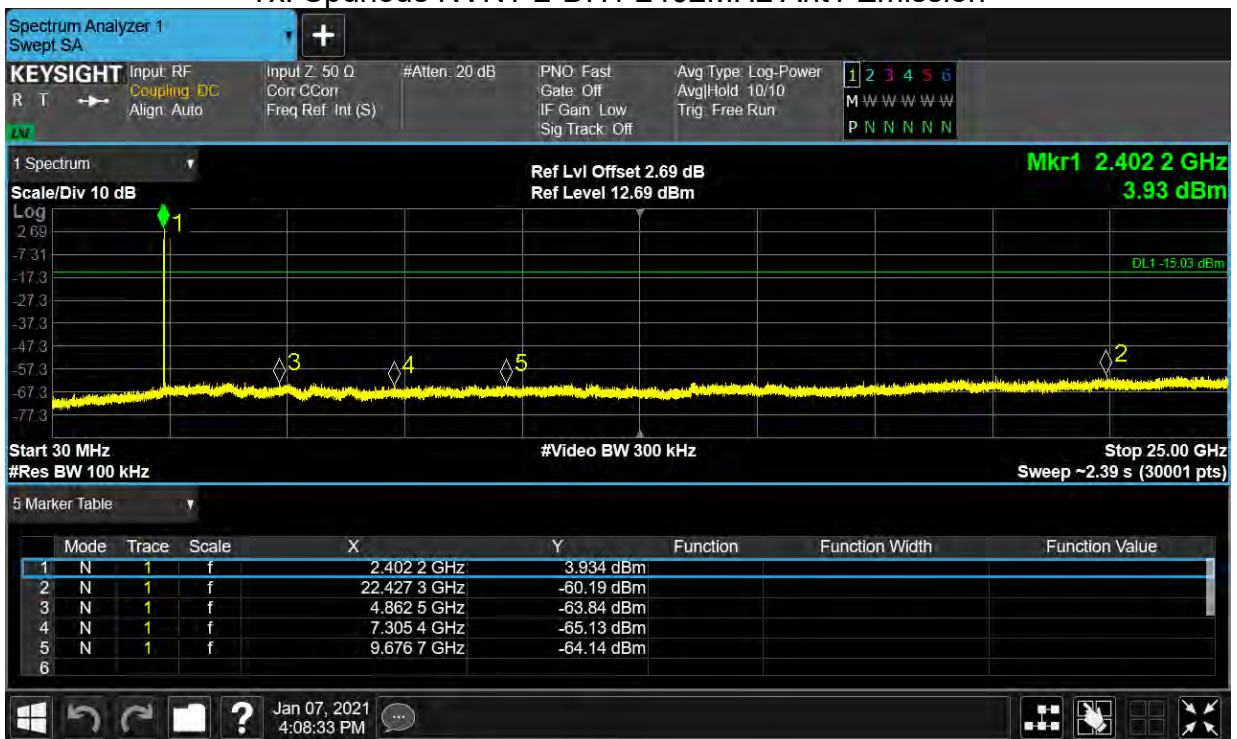 Tx. Spurious NVNT 2-DH1 2402MHz Ant1 Emission
Spectrum Analyzer 1
Swept SA
+
KEYSIGHT
R T
LNI
Input: RF
Coupling: DC
Align: Auto
Input Z: 50 Ω
Corr CCorr
Freq Ref: Int (S)
#Atten: 20 dB
PNO: Fast
Gate: Off
IF Gain: Low
Sig Track: Off
Avg Type: Log-Power
Avg|Hold: 10/10
Trig: Free Run
1 2 3 4 5 6
M W W W W W
P N N N N N
1 Spectrum
Scale/Div 10 dB
Ref Lvl Offset 2.69 dB
Ref Level 12.69 dBm
Mkr1 2.402 2 GHz
3.93 dBm
Log
2.69
-7.31
-17.3
-27.3
-37.3
-47.3
-57.3
-67.3
-77.3
DL1 -15.03 dBm
1
3
4
5
2
Start 30 MHz
#Res BW 100 kHz
#Video BW 300 kHz
Stop 25.00 GHz
Sweep ~2.39 s (30001 pts)
5 Marker Table
Mode Trace Scale X Y Function Function Width Function Value
1 N 1 f 2.402 2 GHz 3.934 dBm
2 N 1 f 22.427 3 GHz -60.19 dBm
3 N 1 f 4.862 5 GHz -63.84 dBm
4 N 1 f 7.305 4 GHz -65.13 dBm
5 N 1 f 9.676 7 GHz -64.14 dBm
6
?
Jan 07, 2021
4:08:33 PM